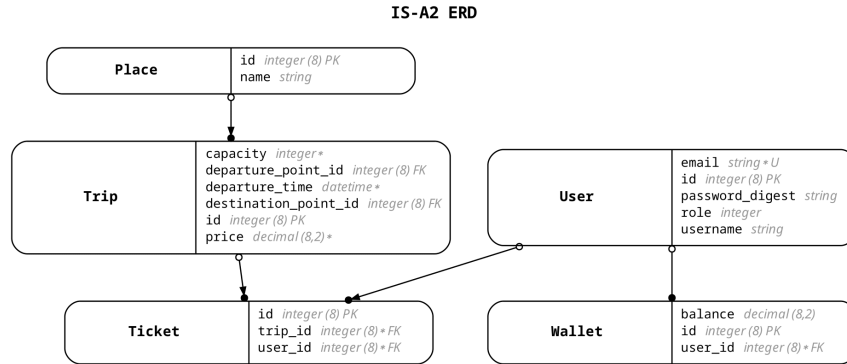 IS-A2 ERD
Place
id integer (8) PK
name string
Trip
capacity integer ∗
departure_point_id integer (8) FK
departure_time datetime ∗
destination_point_id integer (8) FK
id integer (8) PK
price decimal (8,2) ∗
User
email string ∗ U
id integer (8) PK
password_digest string
role integer
username string
Ticket
id integer (8) PK
trip_id integer (8) ∗ FK
user_id integer (8) ∗ FK
Wallet
balance decimal (8,2)
id integer (8) PK
user_id integer (8) ∗ FK